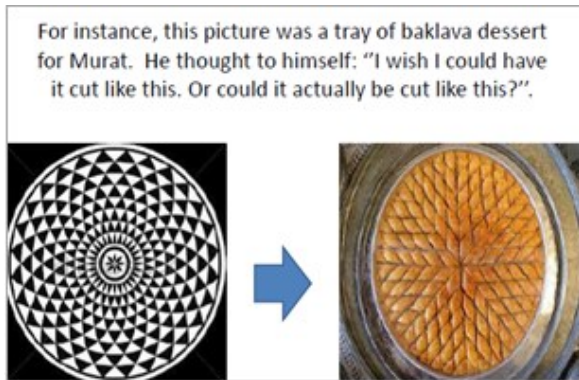 For instance, this picture was a tray of baklava dessert
for Murat.  He thought to himself: ‘‘I wish I could have
it cut like this. Or could it actually be cut like this?’’.